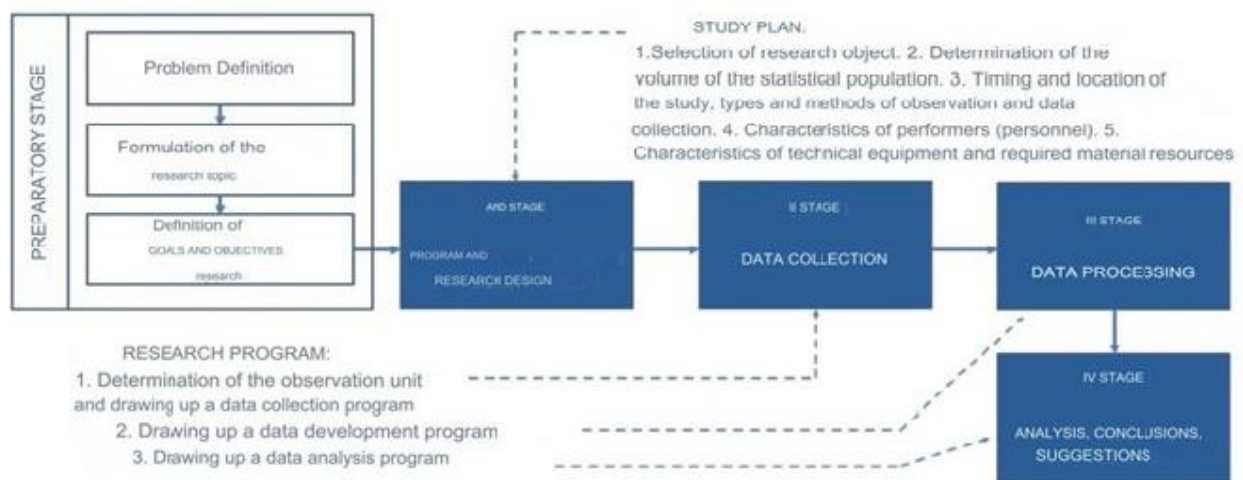 PREPARATORY STAGE
Problem Definition
Formulation of the
research topic
Definition of
GOALS AND OBJECTIVES
research
STUDY PLAN.
1.Selection of research object. 2. Determination of the
volume of the statistical population. 3. Timing and location of
the study, types and methods of observation and data
collection. 4. Characteristics of performers (personnel). 5.
Characteristics of technical equipment and required material resources
AND STAGE
PROGRAM AND
RESEARCH DESIGN
II STAGE
DATA COLLECTION
III STAGE
DATA PROCESSING
IV STAGE
ANALYSIS, CONCLUSIONS,
SUGGESTIONS
RESEARCH PROGRAM:
1. Determination of the observation unit
and drawing up a data collection program
2. Drawing up a data development program
3. Drawing up a data analysis program